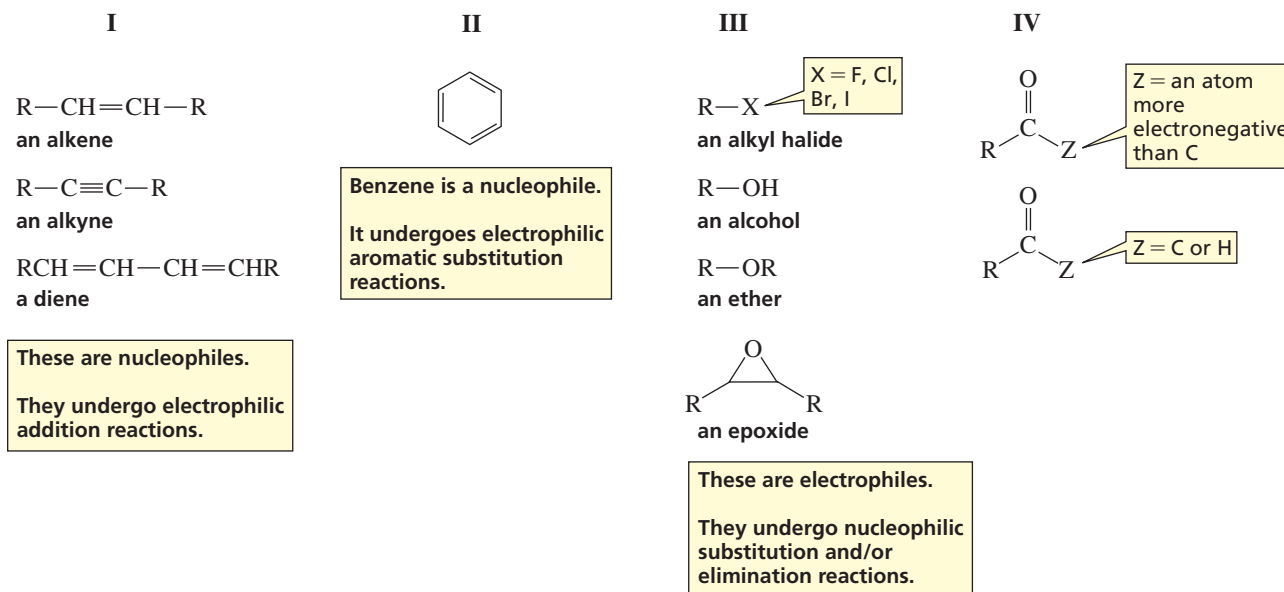 I
R—CH=CH—R
an alkene
R—C≡C—R
an alkyne
RCH=CH—CH=CHR
a diene
These are nucleophiles.
They undergo electrophilic
addition reactions.
II
Benzene is a nucleophile.
It undergoes electrophilic
aromatic substitution
reactions.
III
R—X
X = F, Cl,
Br, I
an alkyl halide
R—OH
an alcohol
R—OR
an ether
O
R R
an epoxide
These are electrophiles.
They undergo nucleophilic
substitution and/or
elimination reactions.
IV
O
C
R Z
Z = an atom
more
electronegative
than C
O
C
R Z
Z = C or H